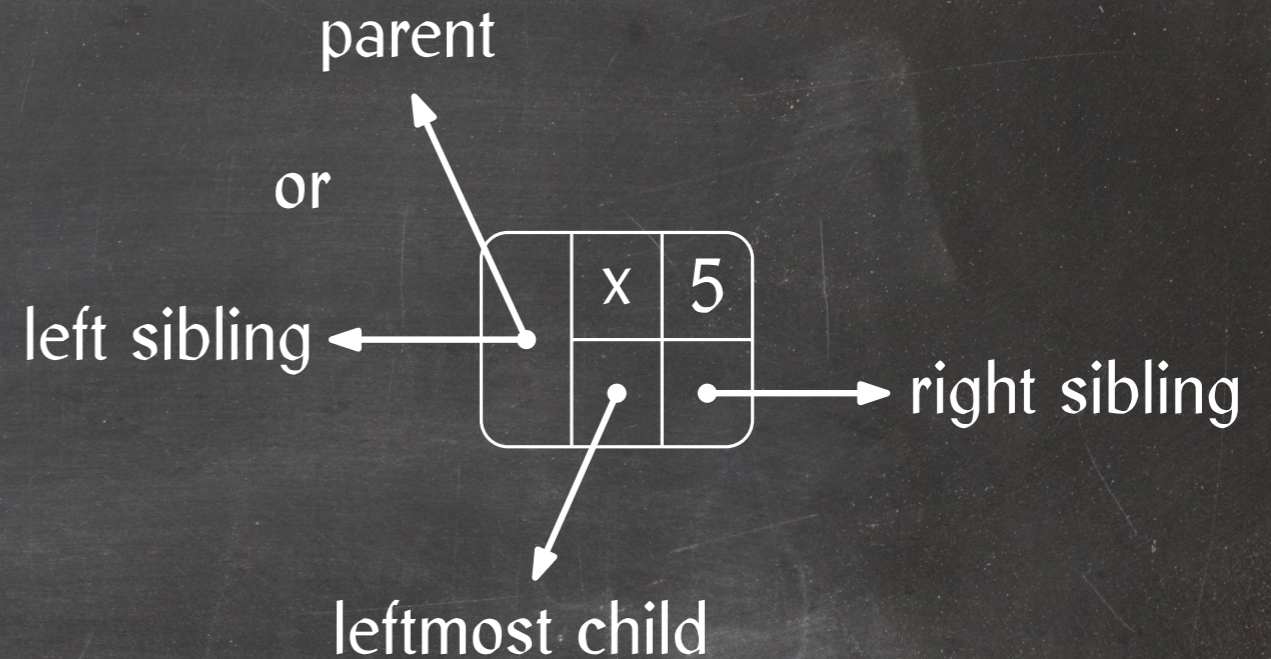 parent
or
x 5
left sibling
right sibling
leftmost child